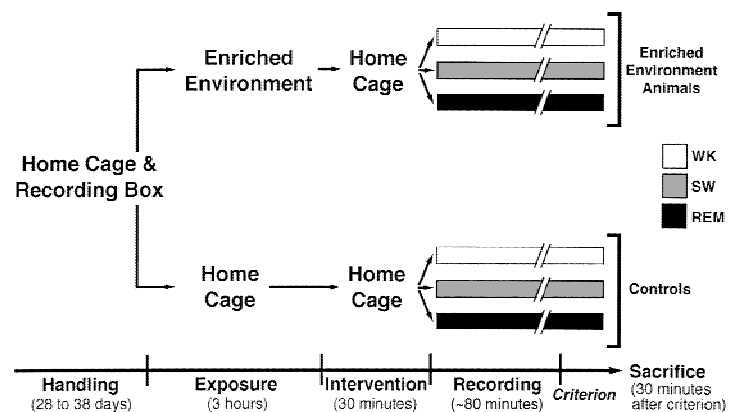 Enriched
Environment
Home
Cage
Enriched
Environment
Animals
Home Cage &
Recording Box
WK
SW
REM
Home
Cage
Home
Cage
Controls
Handling
(28 to 38 days)
Exposure
(3 hours)
Intervention
(30 minutes)
Recording
(~80 minutes)
Criterion
Sacrifice
(30 minutes
after criterion)